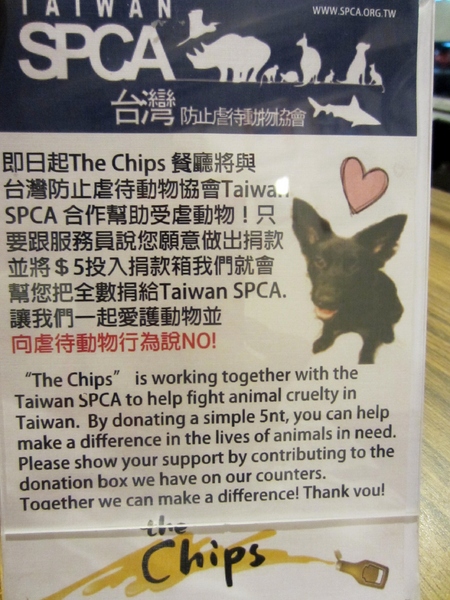 TAIWAN
WWW.SPCA.ORG.TW
SPCA
台灣 防止虐待動物協會
即日起The Chips 餐廳將與
台灣防止虐待動物協會Taiwan
SPCA 合作幫助受虐動物！只
要跟服務員說您願意做出捐款
並將＄5投入捐款箱我們就會
幫您把全數捐給Taiwan SPCA.
讓我們一起愛護動物並
向虐待動物行為說NO!
“The Chips” is working together with the
Taiwan SPCA to help fight animal cruelty in
Taiwan. By donating a simple 5nt, you can help
make a difference in the lives of animals in need.
Please show your support by contributing to the
donation box we have on our counters.
Together we can make a difference! Thank you!
the
Chips